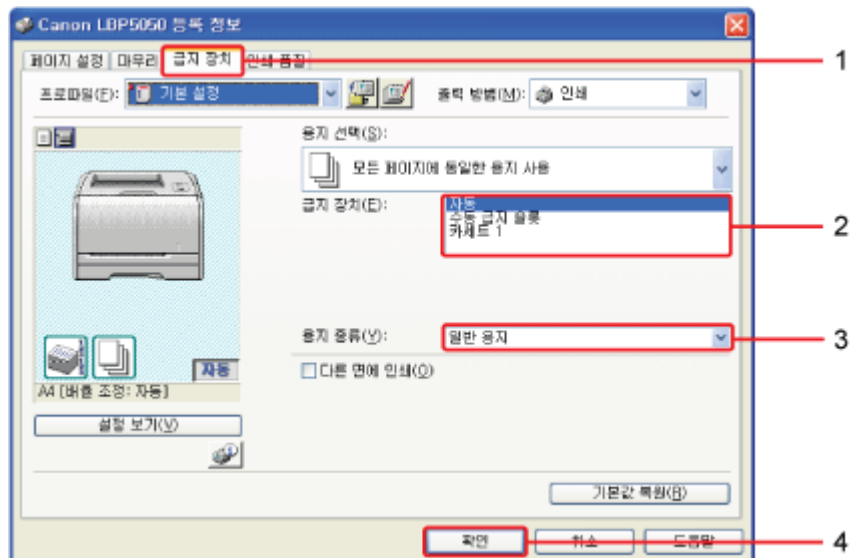 Canon LBP5050 등록 정보
페이지 설정 마무리 급지 장치 인쇄 품질
1
프로파일(F): 기본 설정 출력 방법(M): 인쇄
용지 선택(S):
모든 페이지에 동일한 용지 사용
급지 장치(E): 자동
수동 급지 슬롯
카세트 1
2
용지 종류(Y): 일반 용지
3
자동
다른 면에 인쇄(O)
A4 [배율 조정: 자동]
설정 보기(V)
기본값 복원(R)
확인 취소 도움말
4